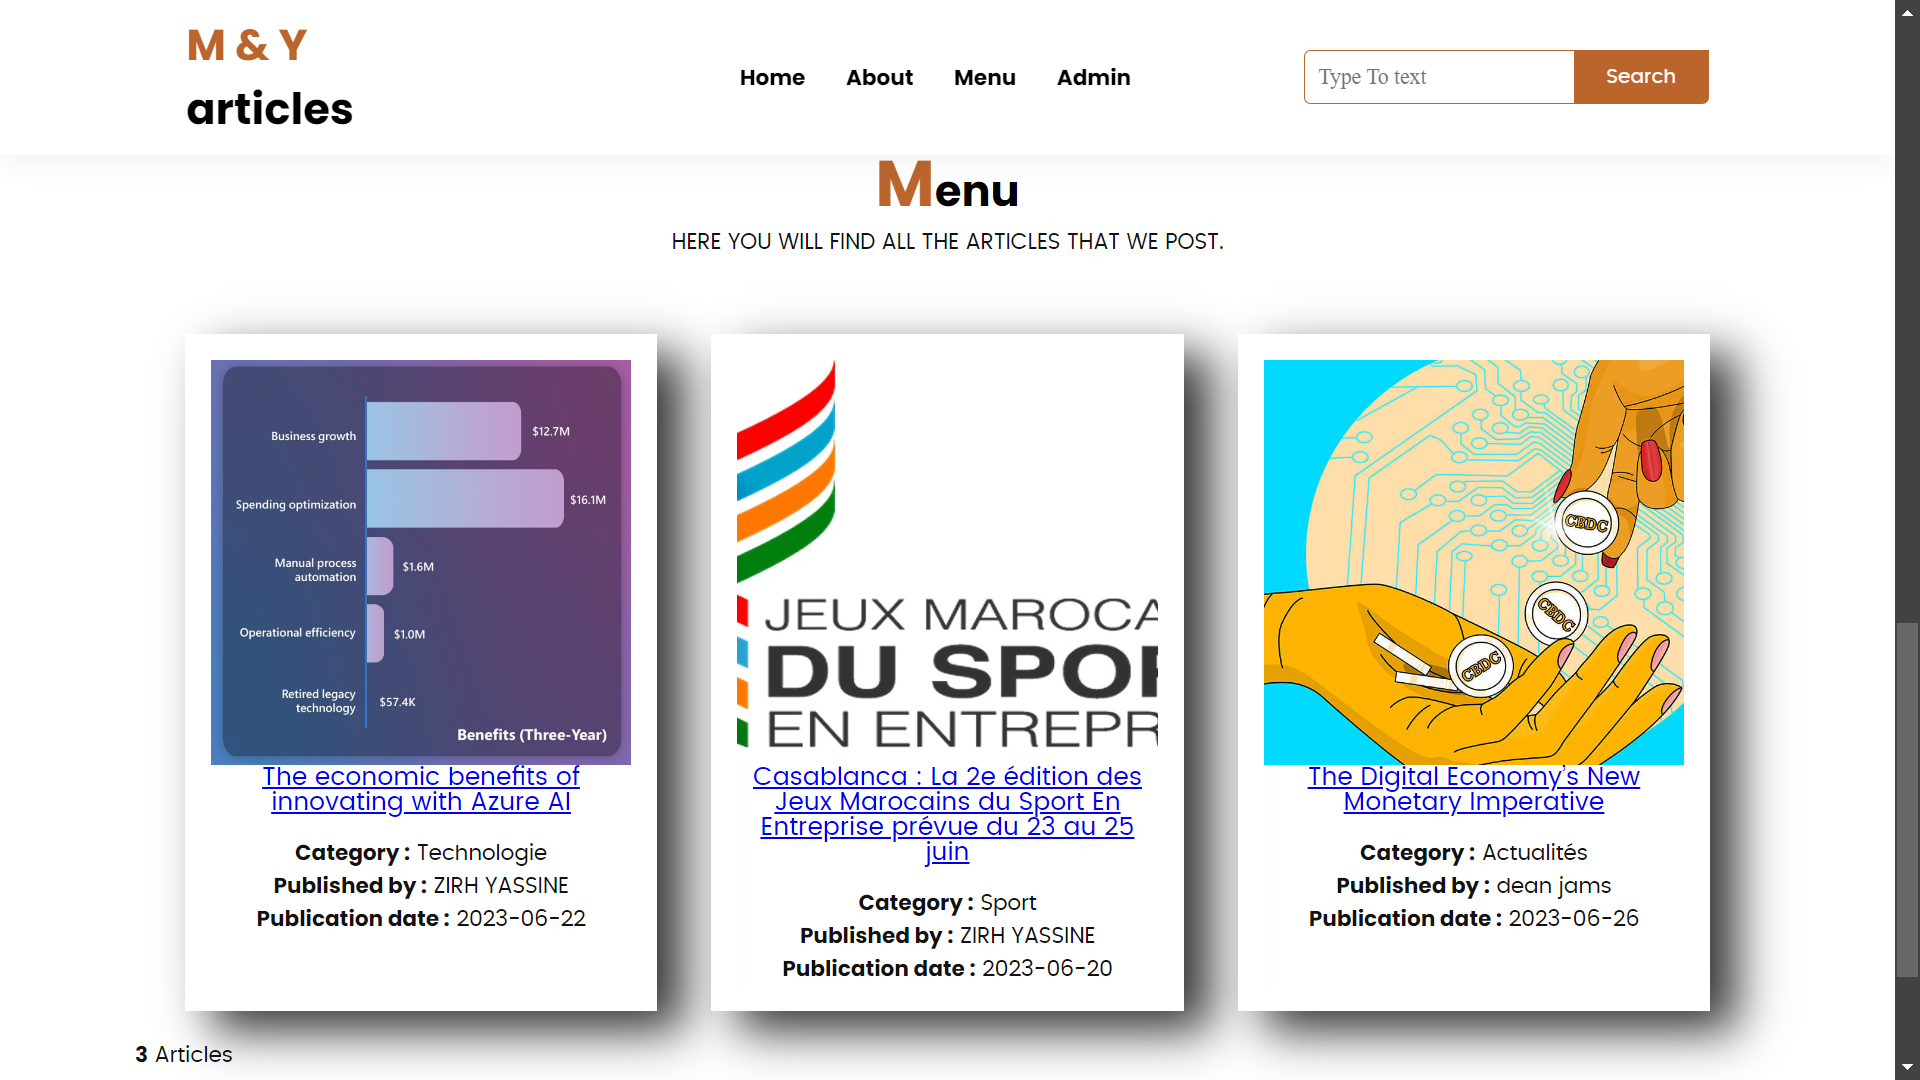 M & Y
articles
Home About Menu Admin
Type To text Search
Menu
HERE YOU WILL FIND ALL THE ARTICLES THAT WE POST.
Business growth $12.7M
Spending optimization $16.1M
Manual process
automation $1.6M
Operational efficiency $1.0M
Retired legacy
technology $57.4K
Benefits (Three-Year)
The economic benefits of
innovating with Azure AI
Category : Technologie
Published by : ZIRH YASSINE
Publication date : 2023-06-22
JEUX MAROCA
DU SPOR
EN ENTREPR
Casablanca : La 2e édition des
Jeux Marocains du Sport En
Entreprise prévue du 23 au 25
juin
Category : Sport
Published by : ZIRH YASSINE
Publication date : 2023-06-20
CBDC
CBDC
CBDC
The Digital Economy’s New
Monetary Imperative
Category : Actualités
Published by : dean jams
Publication date : 2023-06-26
3 Articles